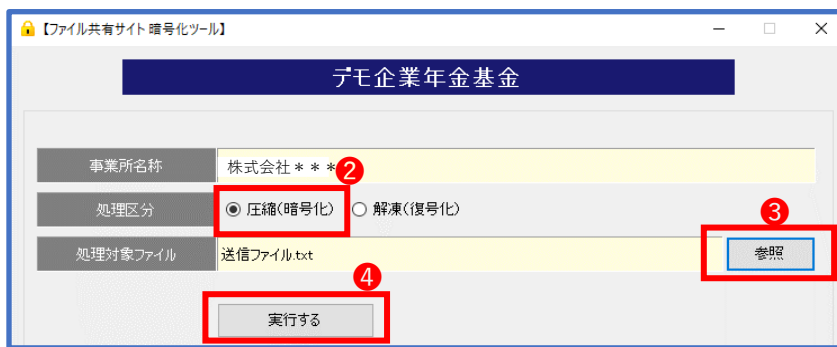 【ファイル共有サイト 暗号化ツール】
デモ企業年金基金
事業所名称 株式会社＊＊＊
❷
処理区分 圧縮(暗号化) 解凍(復号化)
❸
処理対象ファイル 送信ファイル.txt 参照
❹
実行する